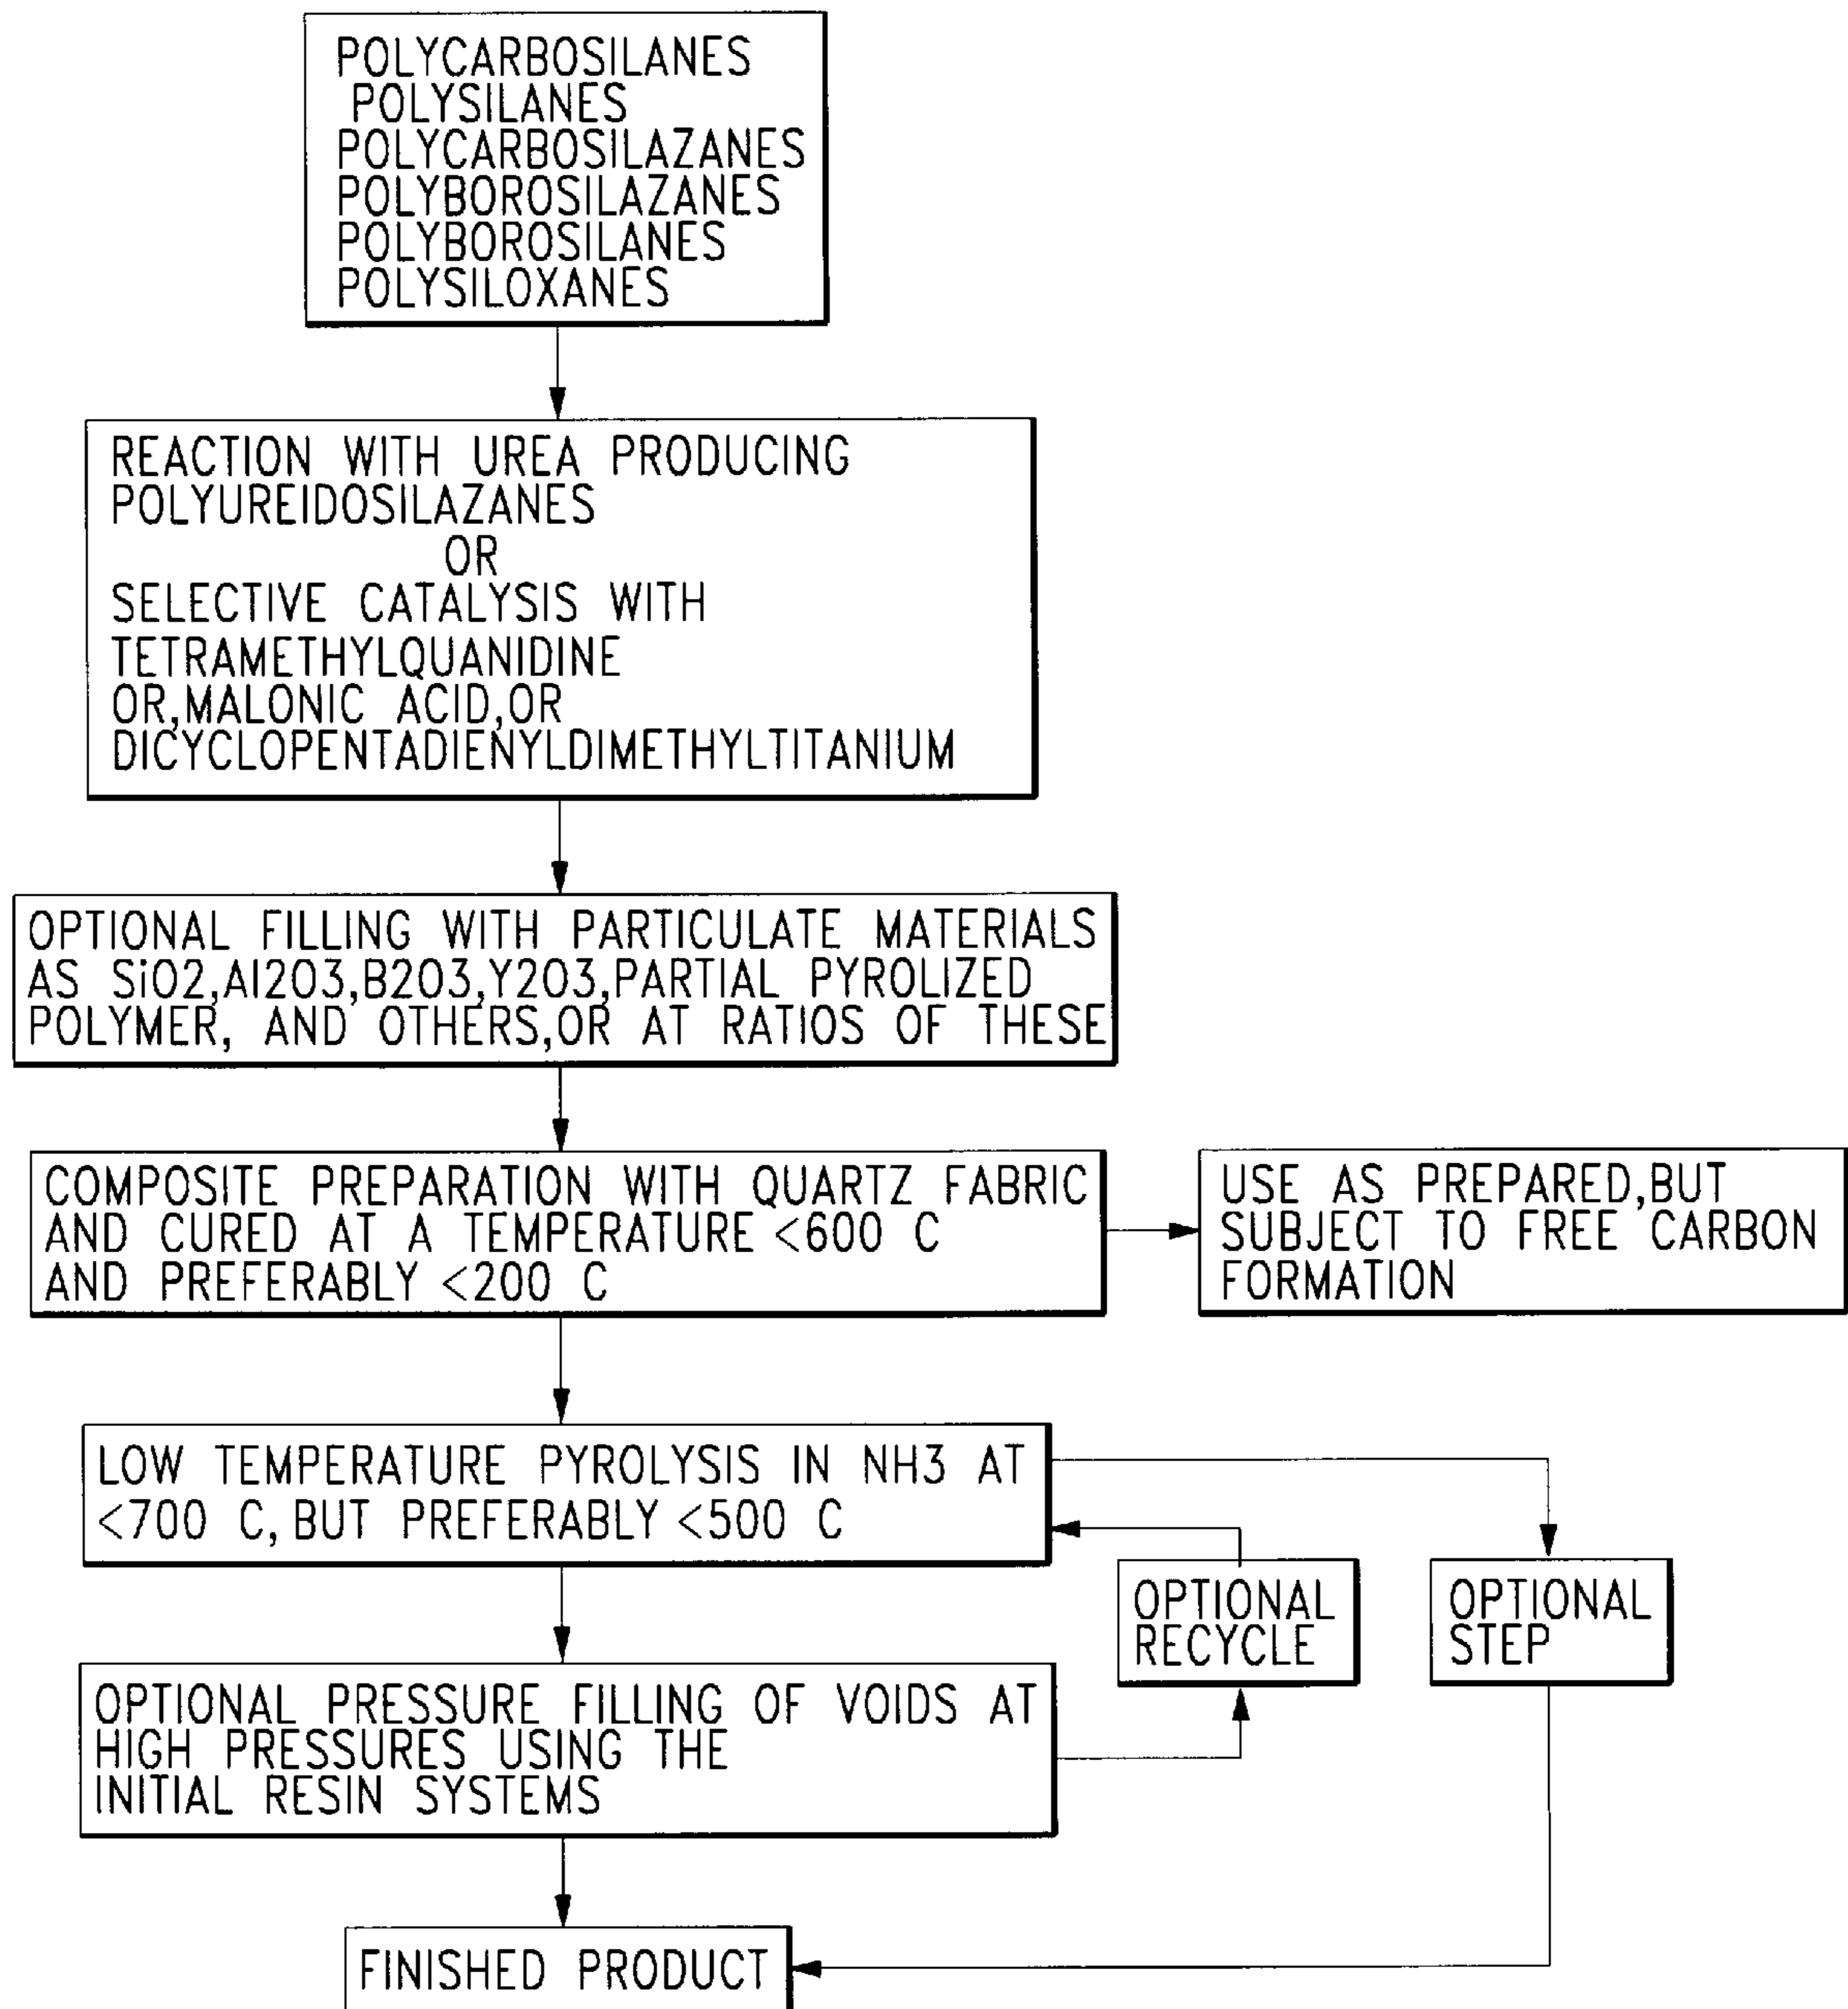 POLYCARBOSILANES
POLYSILANES
POLYCARBOSILAZANES
POLYBOROSILAZANES
POLYBOROSILANES
POLYSILOXANES
REACTION WITH UREA PRODUCING
POLYUREIDOSILAZANES
OR
SELECTIVE CATALYSIS WITH
TETRAMETHYLQUANIDINE
OR,MALONIC ACID,OR
DICYCLOPENTADIENYLDIMETHYLTITANIUM
OPTIONAL FILLING WITH PARTICULATE MATERIALS
AS SiO2,Al2O3,B2O3,Y2O3,PARTIAL PYROLIZED
POLYMER, AND OTHERS,OR AT RATIOS OF THESE
COMPOSITE PREPARATION WITH QUARTZ FABRIC
AND CURED AT A TEMPERATURE <600 C
AND PREFERABLY <200 C
USE AS PREPARED,BUT
SUBJECT TO FREE CARBON
FORMATION
LOW TEMPERATURE PYROLYSIS IN NH3 AT
<700 C, BUT PREFERABLY <500 C
OPTIONAL
RECYCLE
OPTIONAL
STEP
OPTIONAL PRESSURE FILLING OF VOIDS AT
HIGH PRESSURES USING THE
INITIAL RESIN SYSTEMS
FINISHED PRODUCT